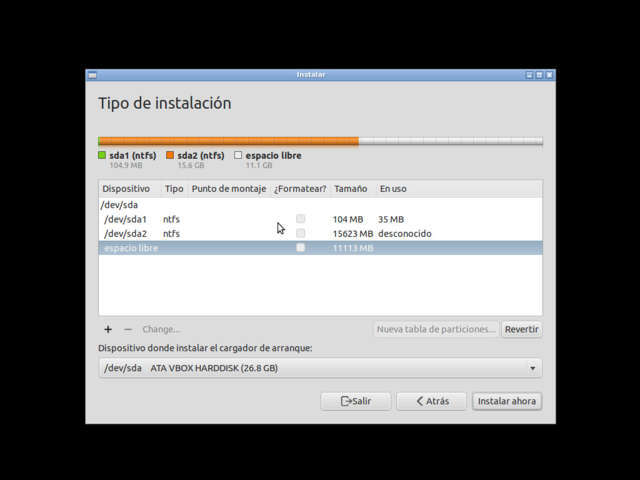 Instalar
Tipo de instalación
sda1 (ntfs) sda2 (ntfs) espacio libre
104.9 MB 15.6 GB 11.1 GB
Dispositivo Tipo Punto de montaje ¿Formatear? Tamaño En uso
/dev/sda
/dev/sda1 ntfs 104 MB 35 MB
/dev/sda2 ntfs 15623 MB desconocido
espacio libre 11113 MB
+ − Change... Nueva tabla de particiones... Revertir
Dispositivo donde instalar el cargador de arranque:
/dev/sda ATA VBOX HARDDISK (26.8 GB)
Salir Atrás Instalar ahora